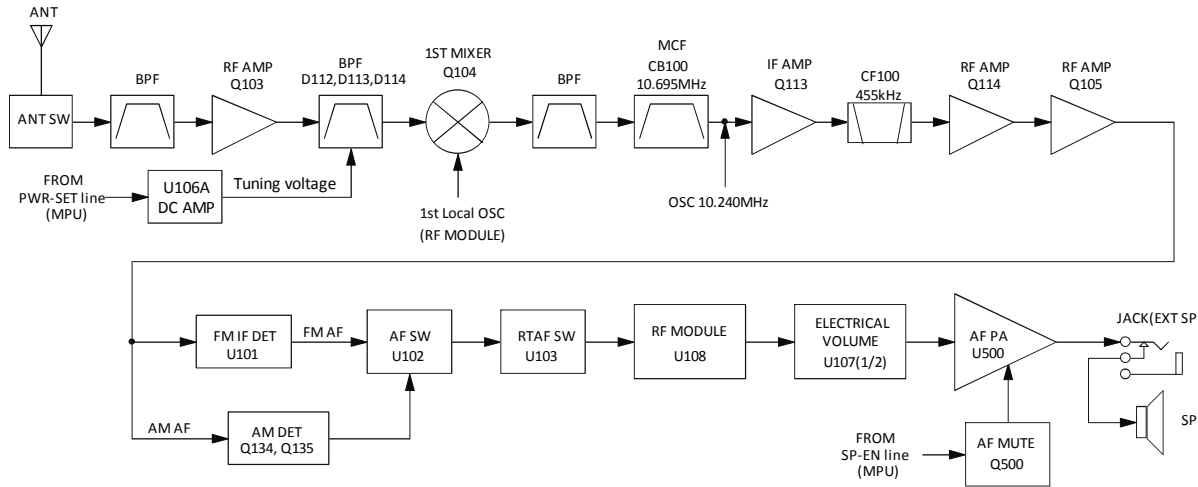 ANT
ANT SW
BPF
RF AMP
Q103
BPF
D112,D113,D114
1ST MIXER
Q104
BPF
MCF
CB100
10.695MHz
IF AMP
Q113
CF100
455kHz
RF AMP
Q114
RF AMP
Q105
FROM
PWR-SET line
(MPU)
U106A
DC AMP
Tuning voltage
1st Local OSC
(RF MODULE)
OSC 10.240MHz
FM IF DET
U101
FM AF
AF SW
U102
RTAF SW
U103
RF MODULE
U108
ELECTRICAL
VOLUME
U107(1/2)
AF PA
U500
JACK(EXT SP
AM AF
AM DET
Q134, Q135
FROM
SP-EN line
(MPU)
AF MUTE
Q500
SP